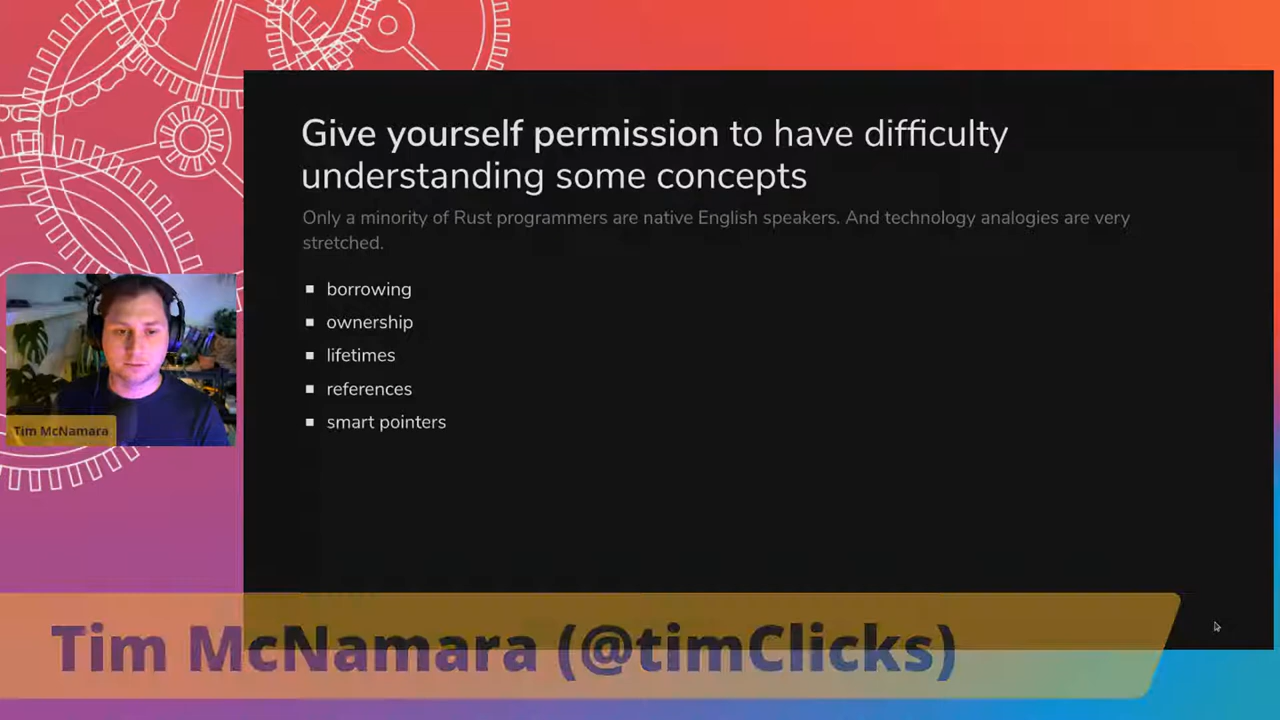 Give yourself permission to have difficulty
understanding some concepts
Only a minority of Rust programmers are native English speakers. And technology analogies are very
stretched.
borrowing
ownership
lifetimes
references
smart pointers
Tim McNamara
Tim McNamara (@timClicks)